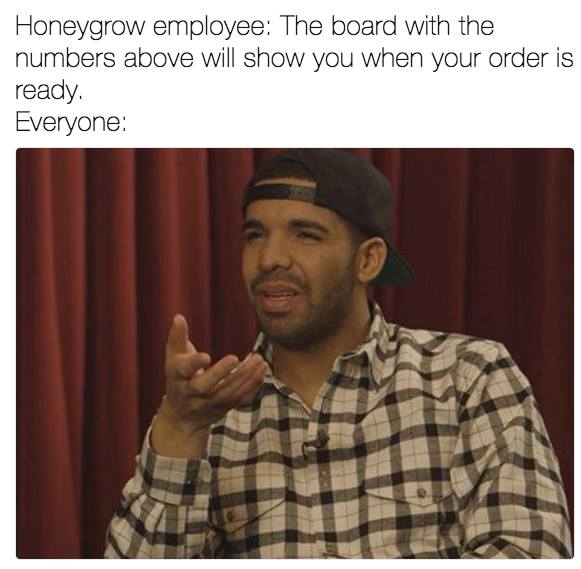 Honeygrow employee: The board with the
numbers above will show you when your order is
ready.
Everyone: